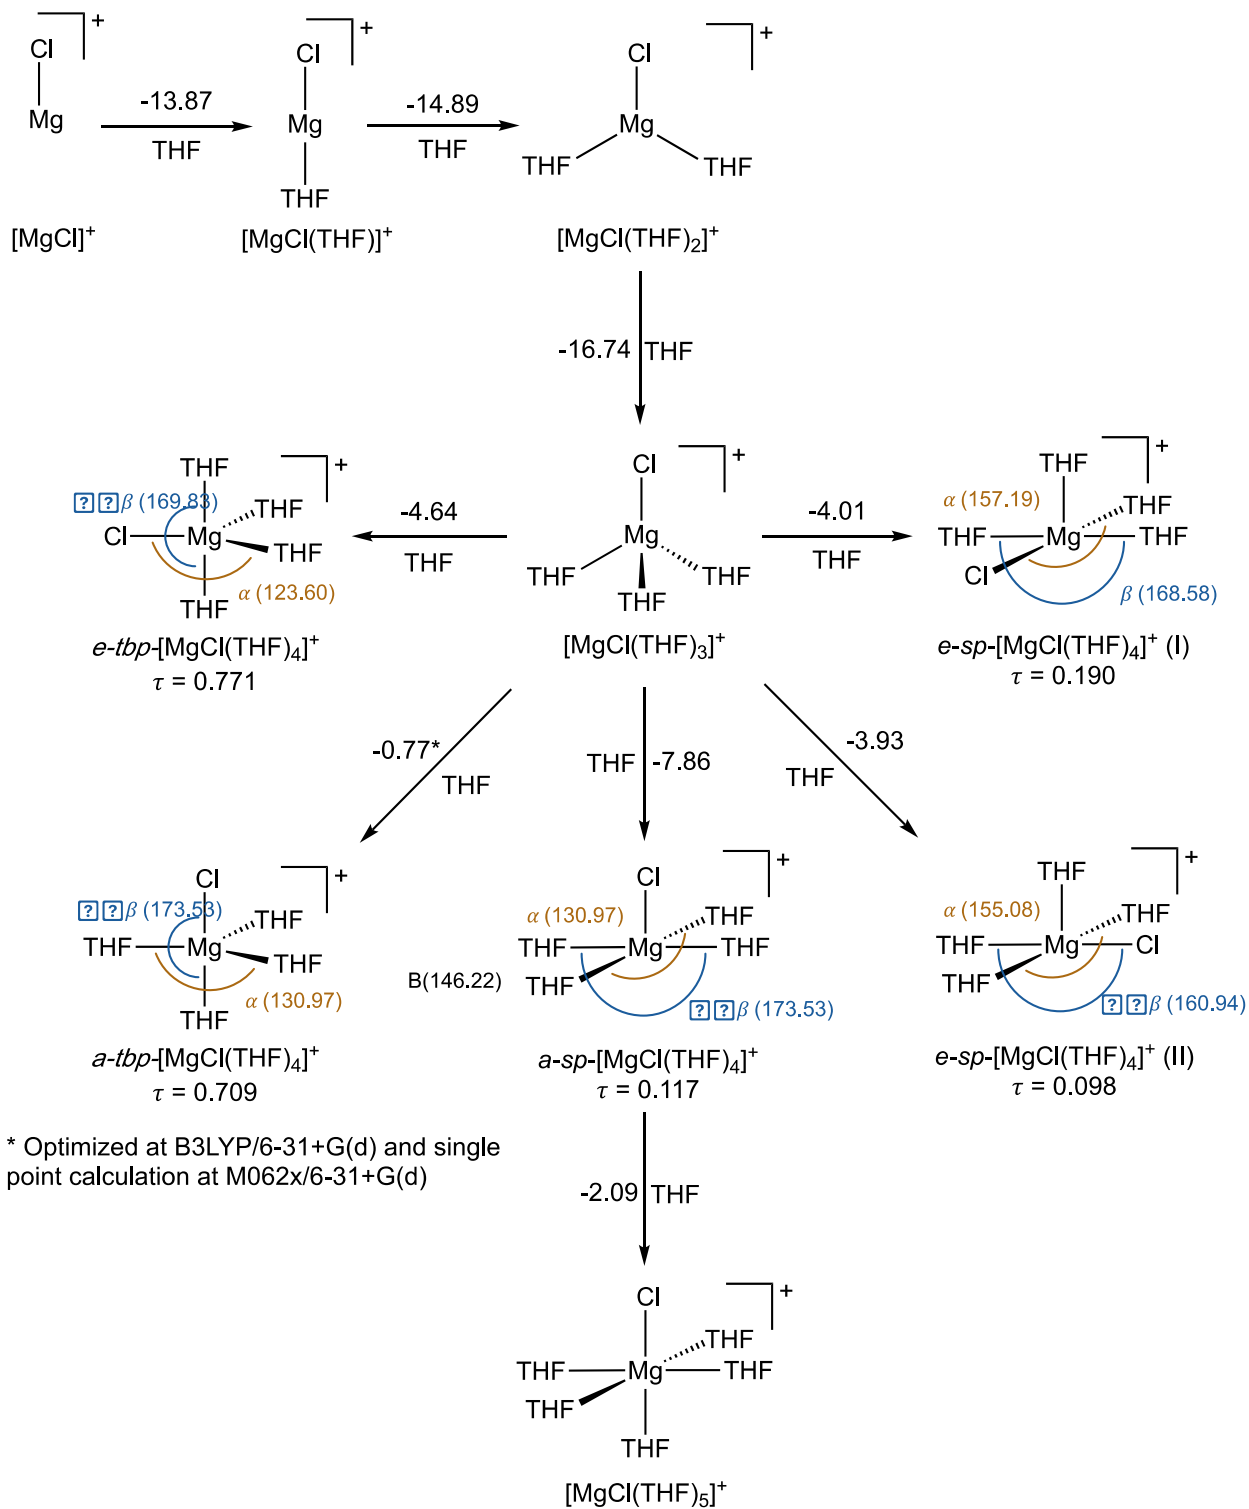 Cl
Mg
[MgCl]⁺
-13.87
THF
+
Cl
Mg
THF
[MgCl(THF)]⁺
+
-14.89
THF
Cl
Mg
THF THF
[MgCl(THF)₂]⁺
+
-16.74 THF
THF
β (169.83)
THF
Cl Mg
THF
THF
α (123.60)
+
e-tbp-[MgCl(THF)₄]⁺
τ = 0.771
-4.64
THF
Cl
Mg
THF THF
THF
+
[MgCl(THF)₃]⁺
-4.01
THF
THF
α (157.19)
THF
THF Mg THF
Cl
β (168.58)
+
e-sp-[MgCl(THF)₄]⁺ (I)
τ = 0.190
-0.77*
THF
THF -7.86
-3.93
THF
Cl
β (173.53)
THF
THF Mg
THF
THF
α (130.97)
+
a-tbp-[MgCl(THF)₄]⁺
τ = 0.709
Cl
α (130.97)
THF
THF Mg THF
B(146.22)
THF
β (173.53)
+
a-sp-[MgCl(THF)₄]⁺
τ = 0.117
THF
α (155.08)
THF
THF Mg Cl
THF
β (160.94)
+
e-sp-[MgCl(THF)₄]⁺ (II)
τ = 0.098
* Optimized at B3LYP/6-31+G(d) and single
point calculation at M062x/6-31+G(d)
-2.09 THF
Cl
THF
THF Mg THF
THF
THF
+
[MgCl(THF)₅]⁺